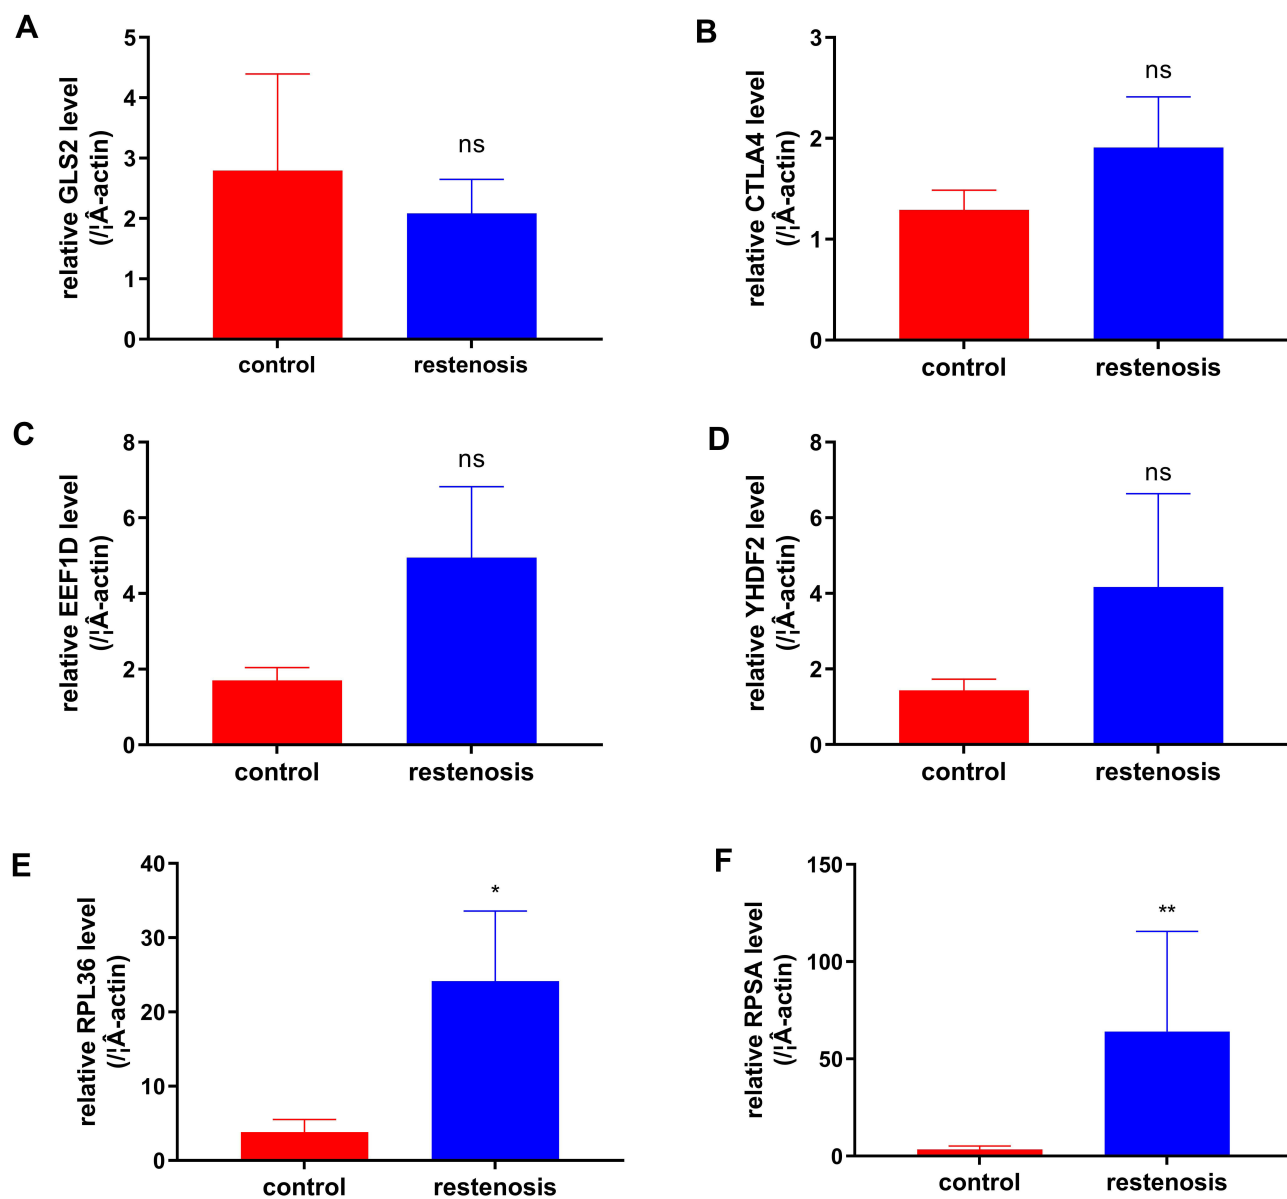 A
relative GLS2 level
(/¦Â-actin)
5
4
3
2
1
0
ns
control
restenosis
B
relative CTLA4 level
(/¦Â-actin)
3
2
1
0
ns
control
restenosis
C
relative EEF1D level
(/¦Â-actin)
8
6
4
2
0
ns
control
restenosis
D
relative YHDF2 level
(/¦Â-actin)
8
6
4
2
0
ns
control
restenosis
E
relative RPL36 level
(/¦Â-actin)
40
30
20
10
0
*
control
restenosis
F
relative RPSA level
(/¦Â-actin)
150
100
50
0
**
control
restenosis